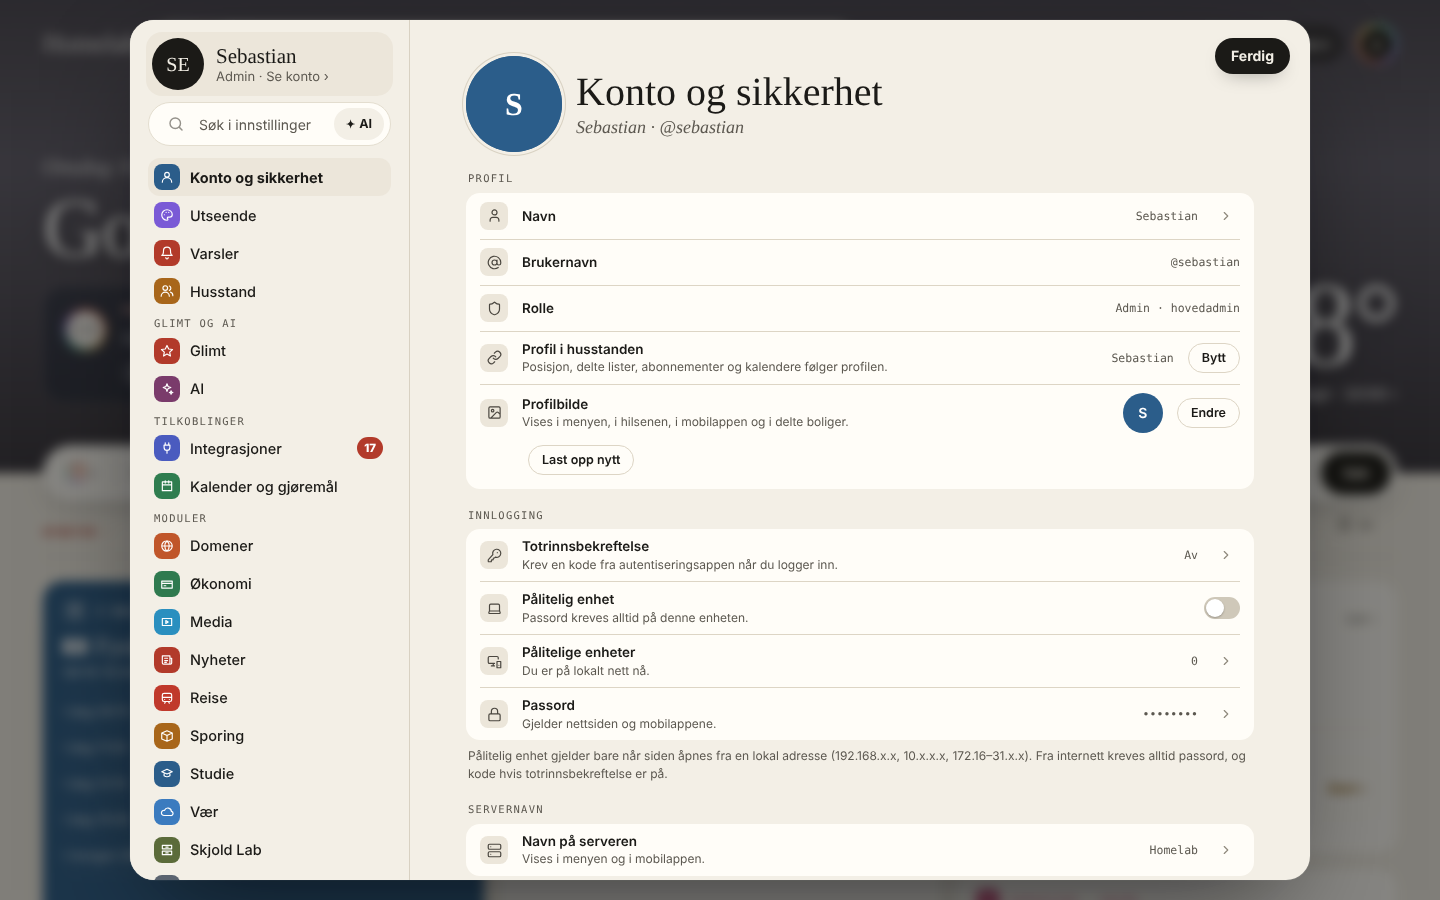 SE
Sebastian
Admin · Se konto ›
Søk i innstillinger
✦ AI
Konto og sikkerhet
Utseende
Varsler
Husstand
GLIMT OG AI
Glimt
AI
TILKOBLINGER
Integrasjoner
17
Kalender og gjøremål
MODULER
Domener
Økonomi
Media
Nyheter
Reise
Sporing
Studie
Vær
Skjold Lab
Ferdig
S
Konto og sikkerhet
Sebastian · @sebastian
PROFIL
Navn
Sebastian
Brukernavn
@sebastian
Rolle
Admin · hovedadmin
Profil i husstanden
Posisjon, delte lister, abonnementer og kalendere følger profilen.
Sebastian
Bytt
Profilbilde
Vises i menyen, i hilsenen, i mobilappen og i delte boliger.
S
Endre
Last opp nytt
INNLOGGING
Totrinnsbekreftelse
Krev en kode fra autentiseringsappen når du logger inn.
Av
Pålitelig enhet
Passord kreves alltid på denne enheten.
Pålitelige enheter
Du er på lokalt nett nå.
0
Passord
Gjelder nettsiden og mobilappene.
••••••••
Pålitelig enhet gjelder bare når siden åpnes fra en lokal adresse (192.168.x.x, 10.x.x.x, 172.16–31.x.x). Fra internett kreves alltid passord, og
kode hvis totrinnsbekreftelse er på.
SERVERNAVN
Navn på serveren
Vises i menyen og i mobilappen.
Homelab
8°